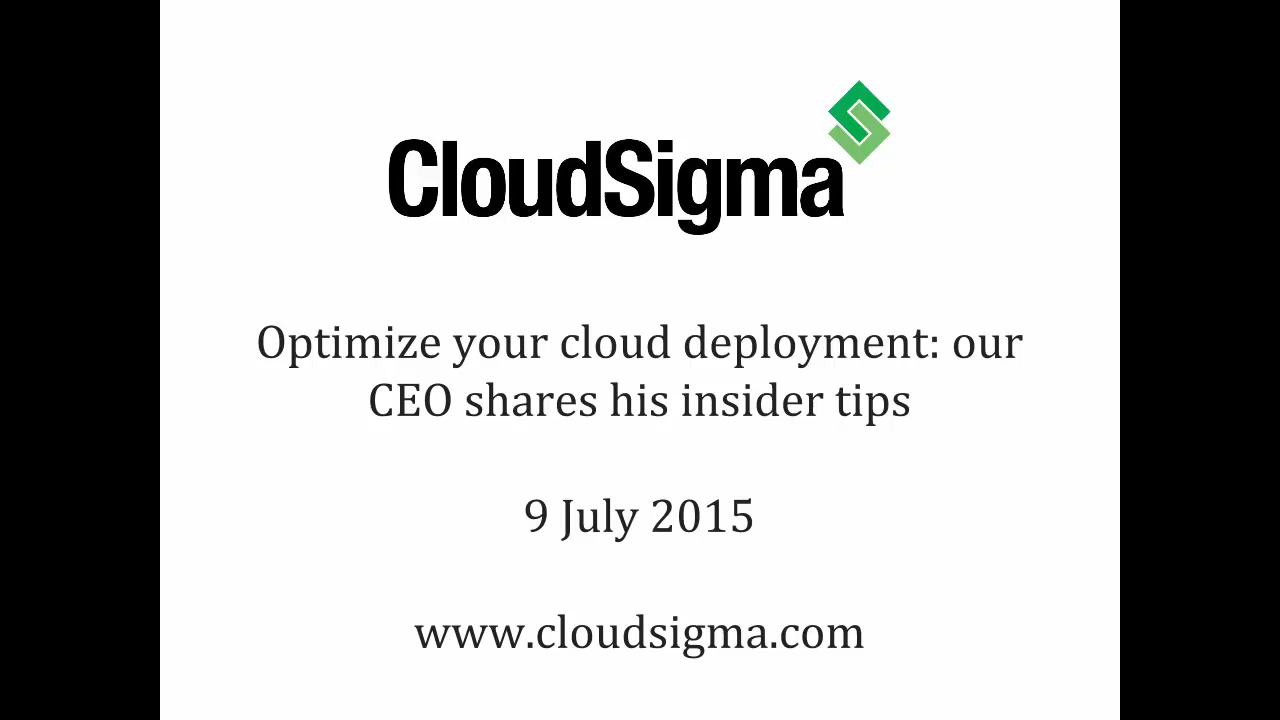 CloudSigma
Optimize your cloud deployment: our
CEO shares his insider tips
9 July 2015
www.cloudsigma.com